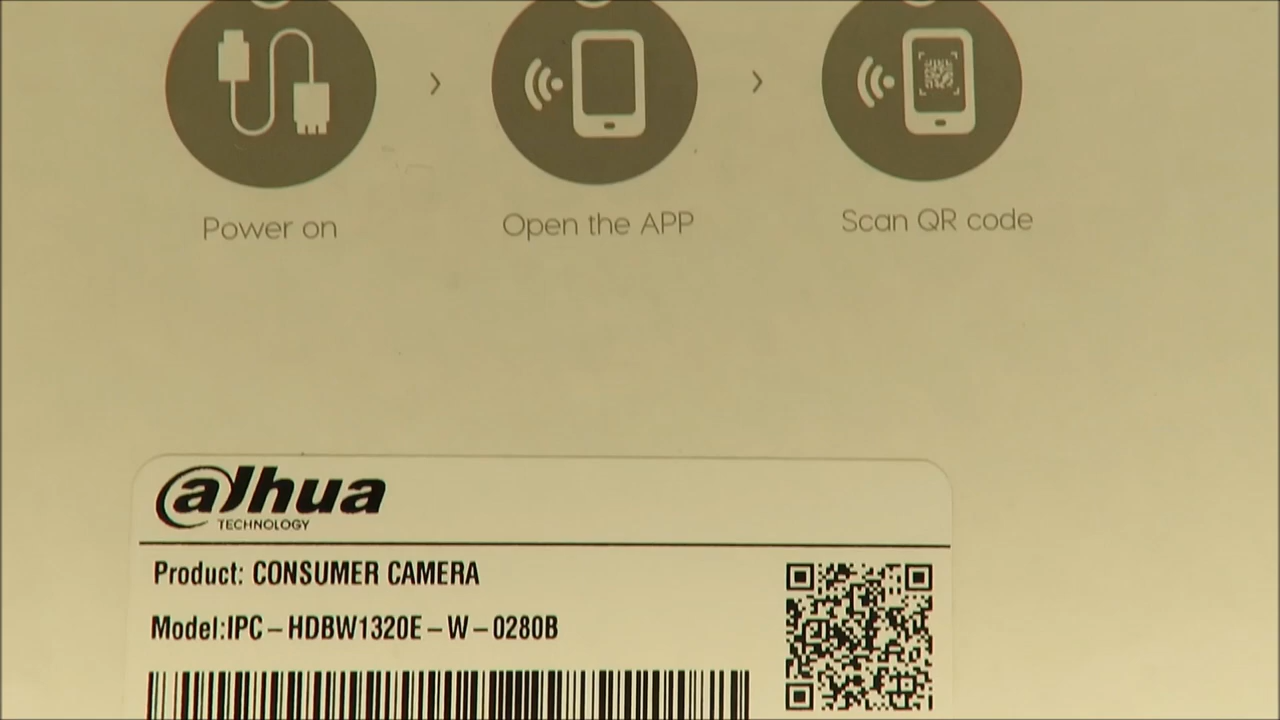 Power on
Open the APP
Scan QR code
alhua
TECHNOLOGY
Product: CONSUMER CAMERA
Model:IPC-HDBW1320E-W-0280B